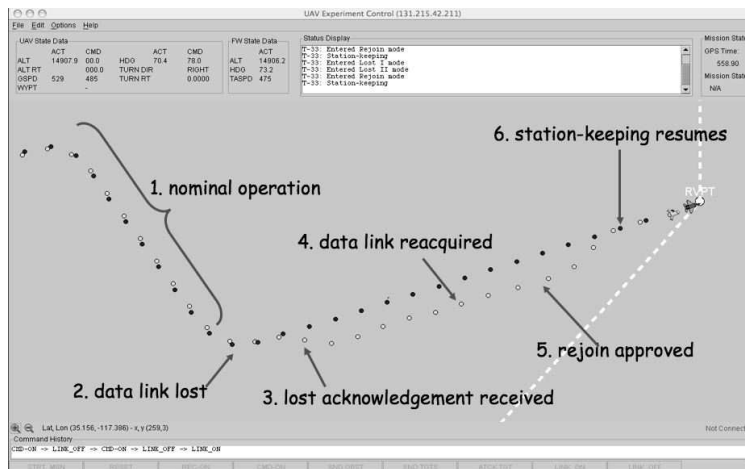 UAV Experiment Control (131.215.42.211)
File Edit Options Help
UAV State Data
ACT CMD ACT CMD
ALT 14907.9 00.0 HDG 70.4 78.0
ALT RT 000.0 TURN DIR RIGHT
GSPD 529 485 TURN RT 0.0000
WYPT -
FW State Data
ACT
ALT 14906.2
HDG 73.2
TASPD 475
Status Display
T-33: Entered Rejoin mode
T-33: Station-keeping
T-33: Entered Lost I mode
T-33: Entered Lost II mode
T-33: Entered Rejoin mode
T-33: Station-keeping
Mission Stat
GPS Time:
558.90
Mission State
N/A
6. station-keeping resumes
1. nominal operation
RVPT
4. data link reacquired
5. rejoin approved
2. data link lost
3. lost acknowledgement received
Lat, Lon (35.156, -117.386) - x, y (259,3)
Not Connect
Command History
CMD-ON -> LINK_OFF -> CMD-ON -> LINK_OFF -> LINK_ON
RESET CMD-ON LINK_ON LINK_OFF